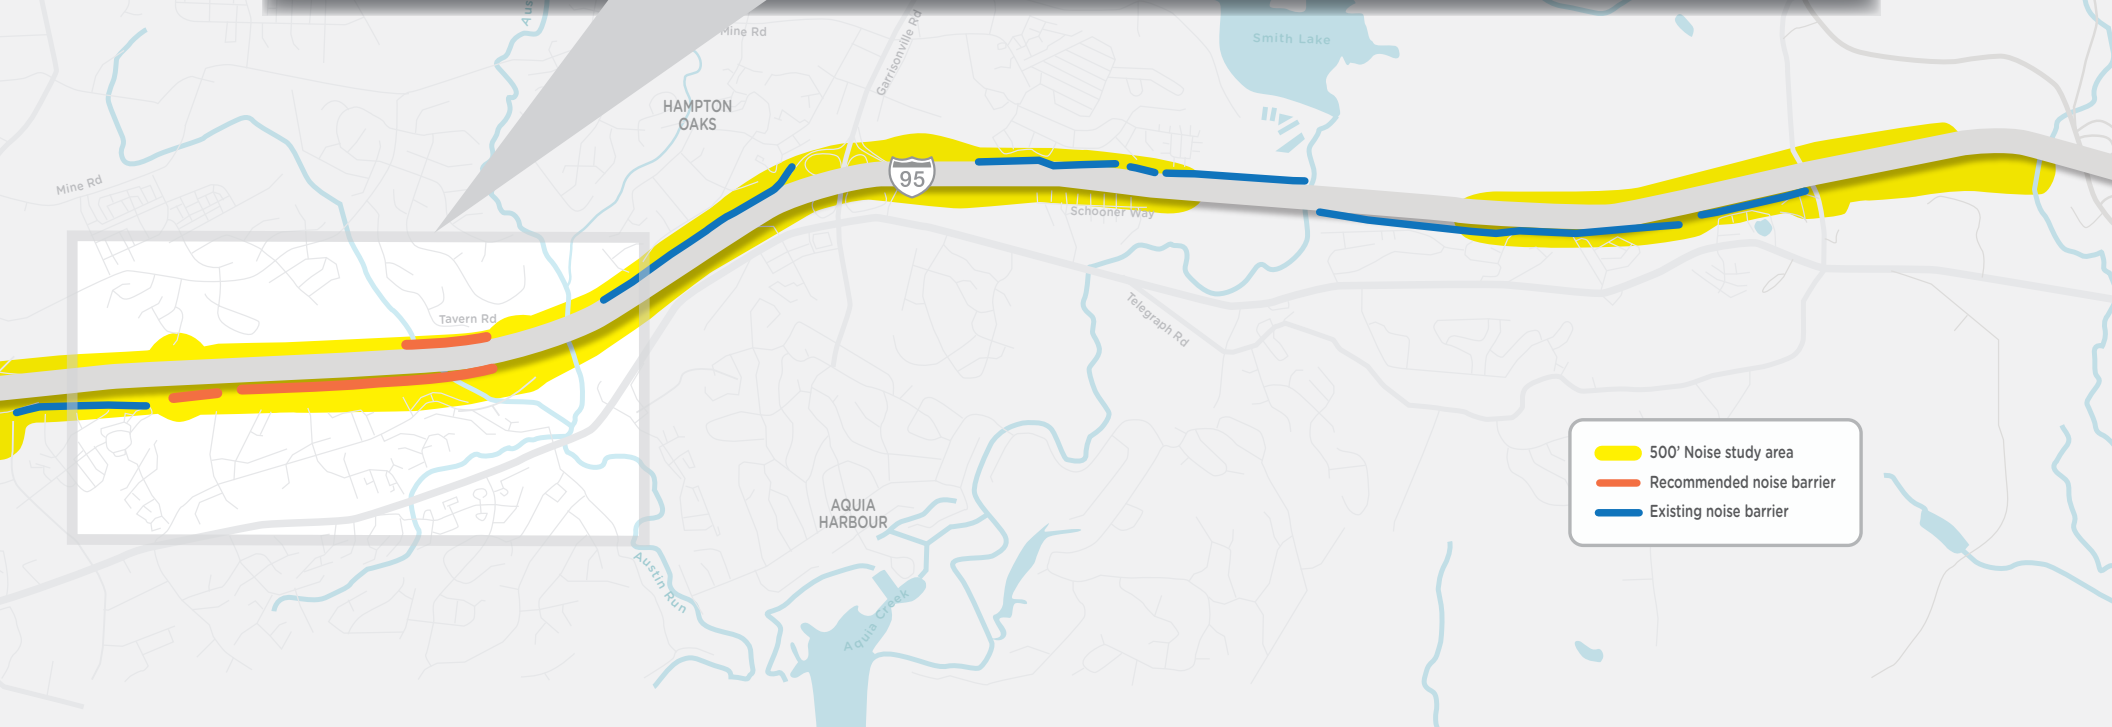 Aus
Mine Rd
Garrisonville Rd
Smith Lake
HAMPTON
OAKS
Mine Rd
95
Schooner Way
Tavern Rd
Telegraph Rd
500’ Noise study area
Recommended noise barrier
Existing noise barrier
AQUIA
HARBOUR
Austin Run
Aquia Creek